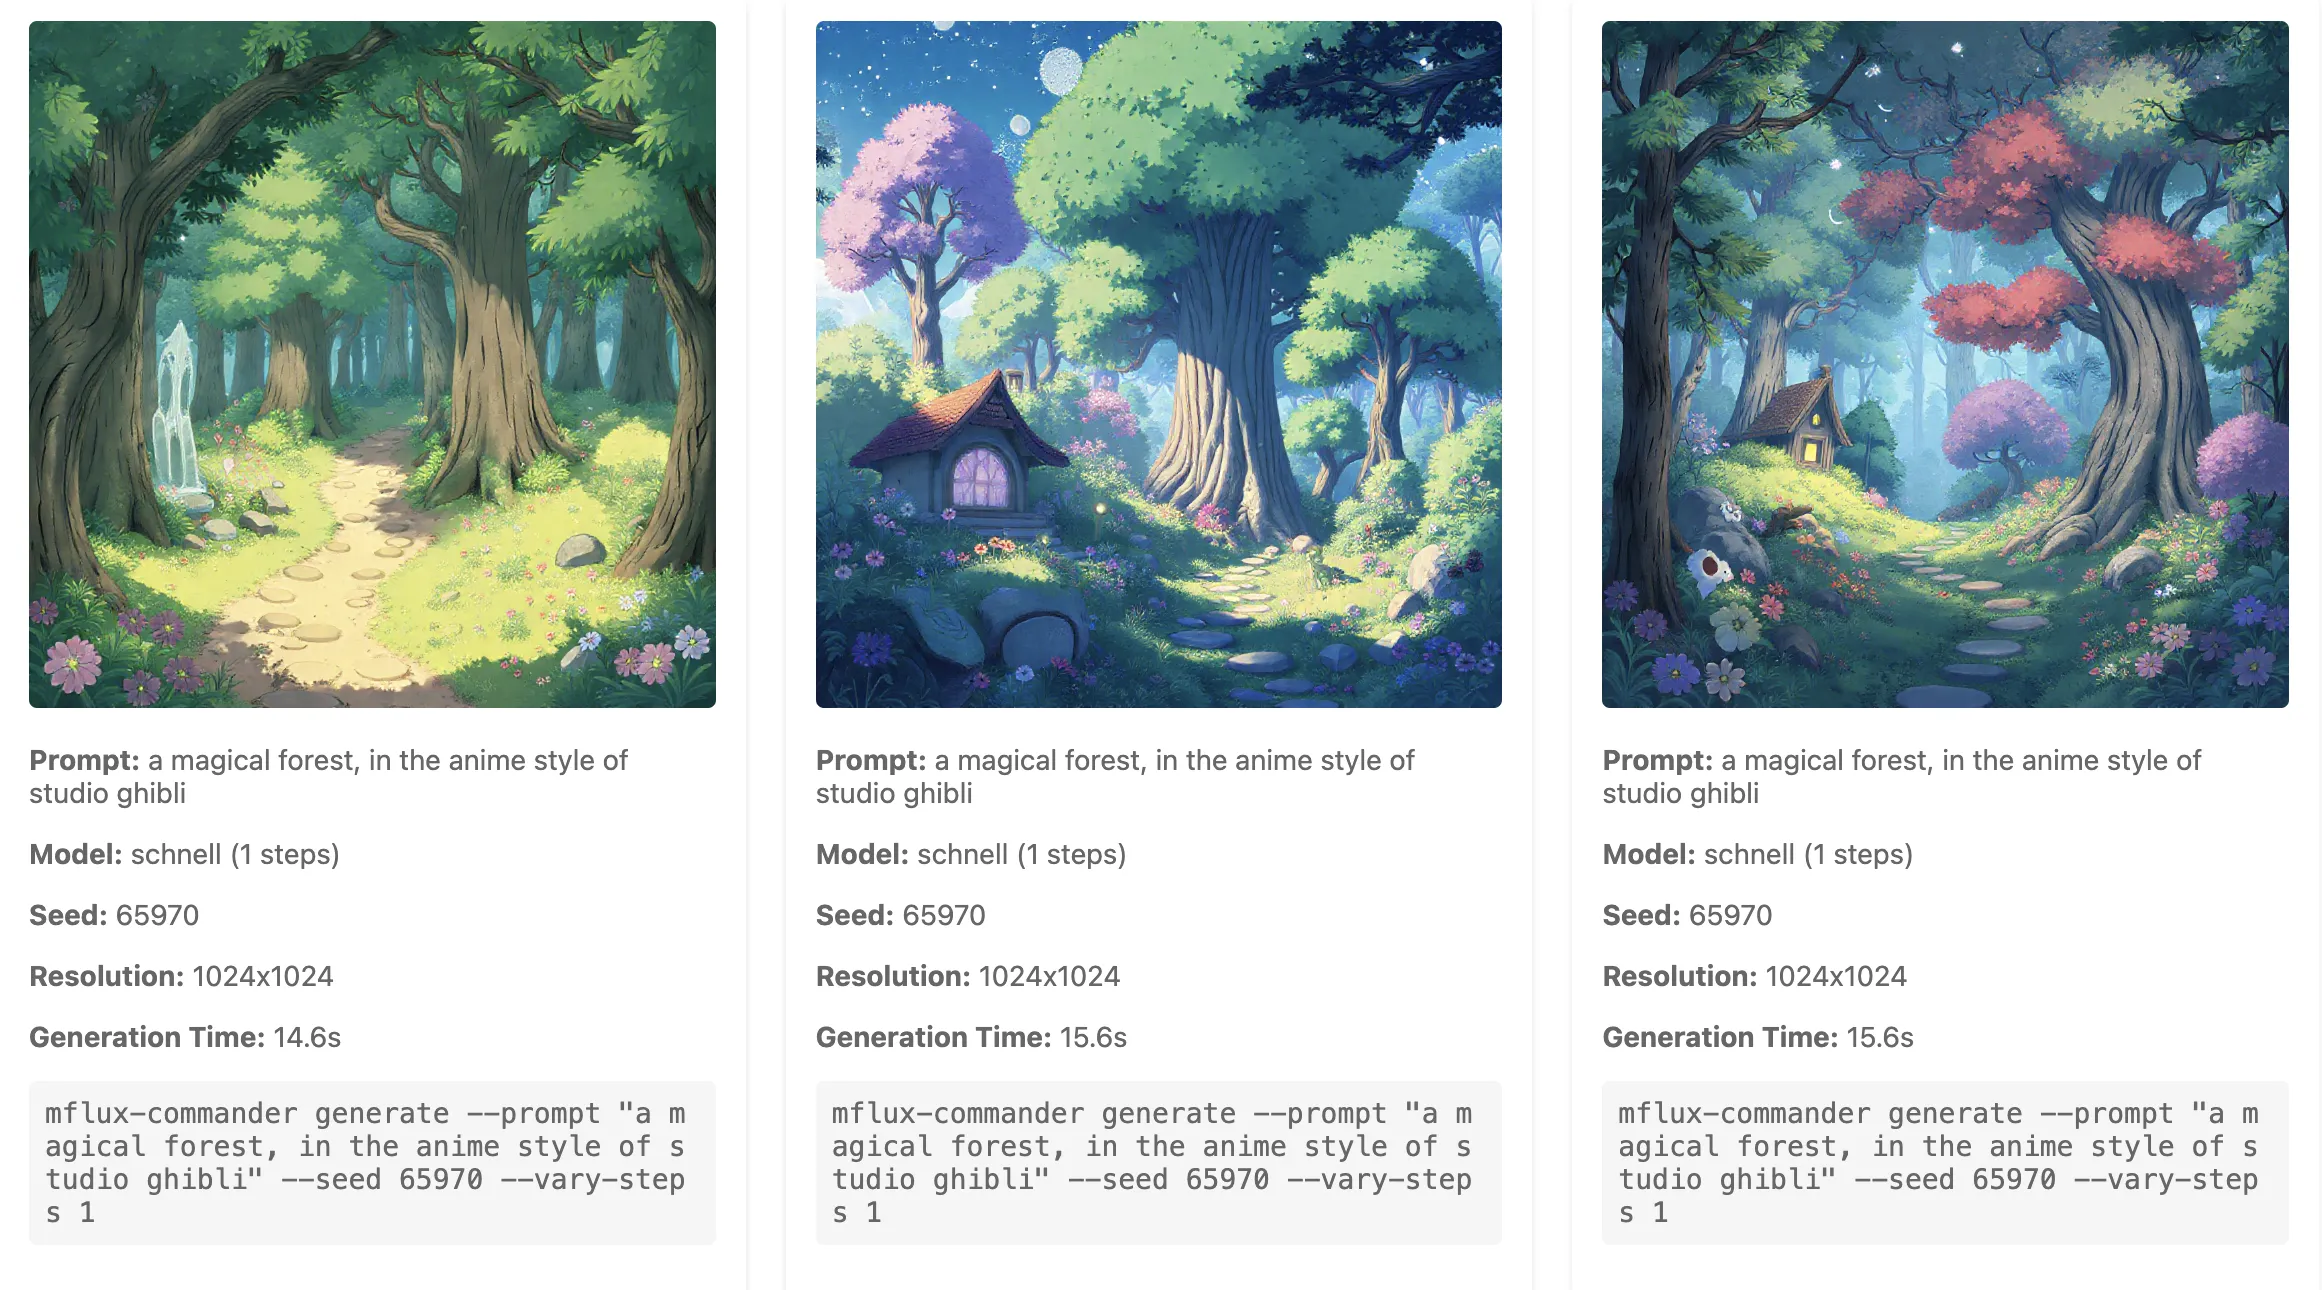 Prompt: a magical forest, in the anime style of
studio ghibli
Model: schnell (1 steps)
Seed: 65970
Resolution: 1024x1024
Generation Time: 14.6s
mflux-commander generate --prompt "a m
agical forest, in the anime style of s
tudio ghibli" --seed 65970 --vary-step
s 1
Prompt: a magical forest, in the anime style of
studio ghibli
Model: schnell (1 steps)
Seed: 65970
Resolution: 1024x1024
Generation Time: 15.6s
mflux-commander generate --prompt "a m
agical forest, in the anime style of s
tudio ghibli" --seed 65970 --vary-step
s 1
Prompt: a magical forest, in the anime style of
studio ghibli
Model: schnell (1 steps)
Seed: 65970
Resolution: 1024x1024
Generation Time: 15.6s
mflux-commander generate --prompt "a m
agical forest, in the anime style of s
tudio ghibli" --seed 65970 --vary-step
s 1